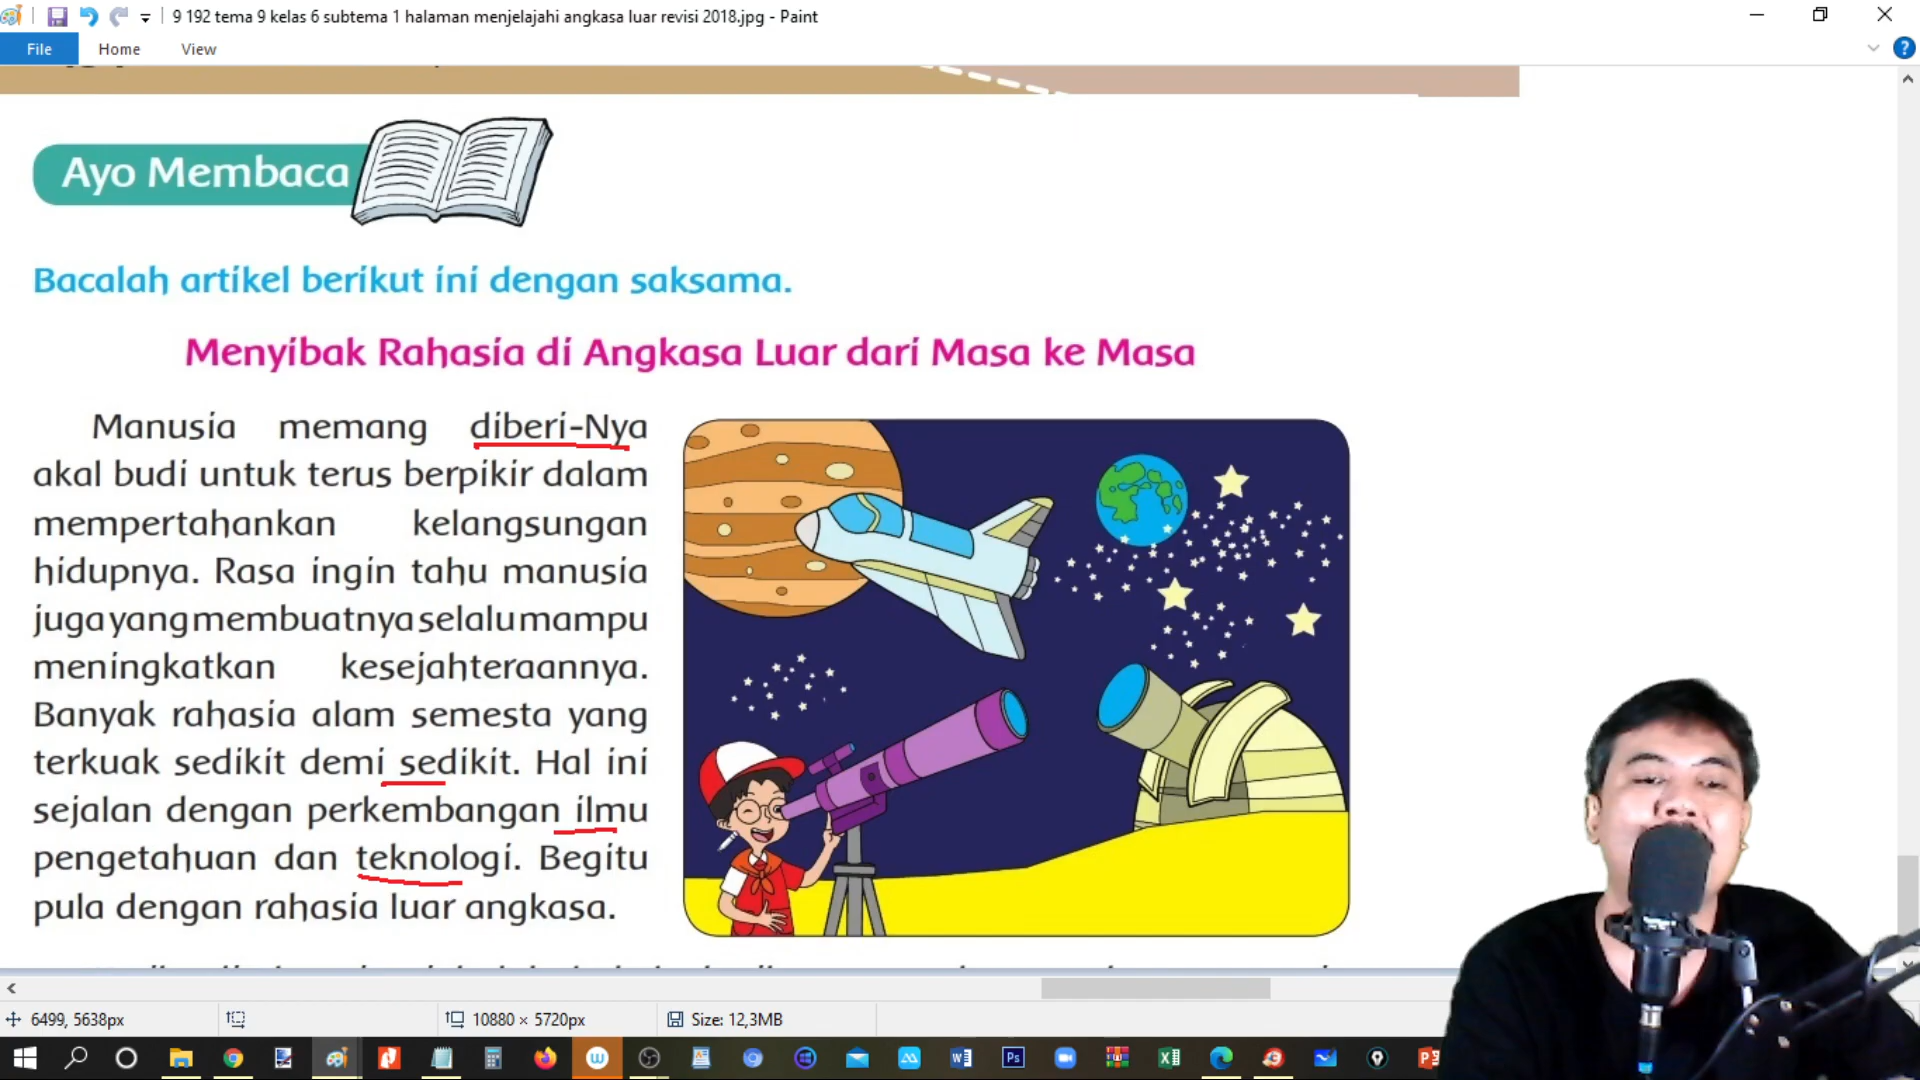 9 192 tema 9 kelas 6 subtema 1 halaman menjelajahi angkasa luar revisi 2018.jpg - Paint
File Home View
Ayo Membaca
Bacalah artikel berikut ini dengan saksama.
Menyibak Rahasia di Angkasa Luar dari Masa ke Masa
Manusia memang diberi-Nya
akal budi untuk terus berpikir dalam
mempertahankan kelangsungan
hidupnya. Rasa ingin tahu manusia
juga yang membuatnya selalu mampu
meningkatkan kesejahteraannya.
Banyak rahasia alam semesta yang
terkuak sedikit demi sedikit. Hal ini
sejalan dengan perkembangan ilmu
pengetahuan dan teknologi. Begitu
pula dengan rahasia luar angkasa.
6499, 5638px 10880 × 5720px Size: 12,3MB